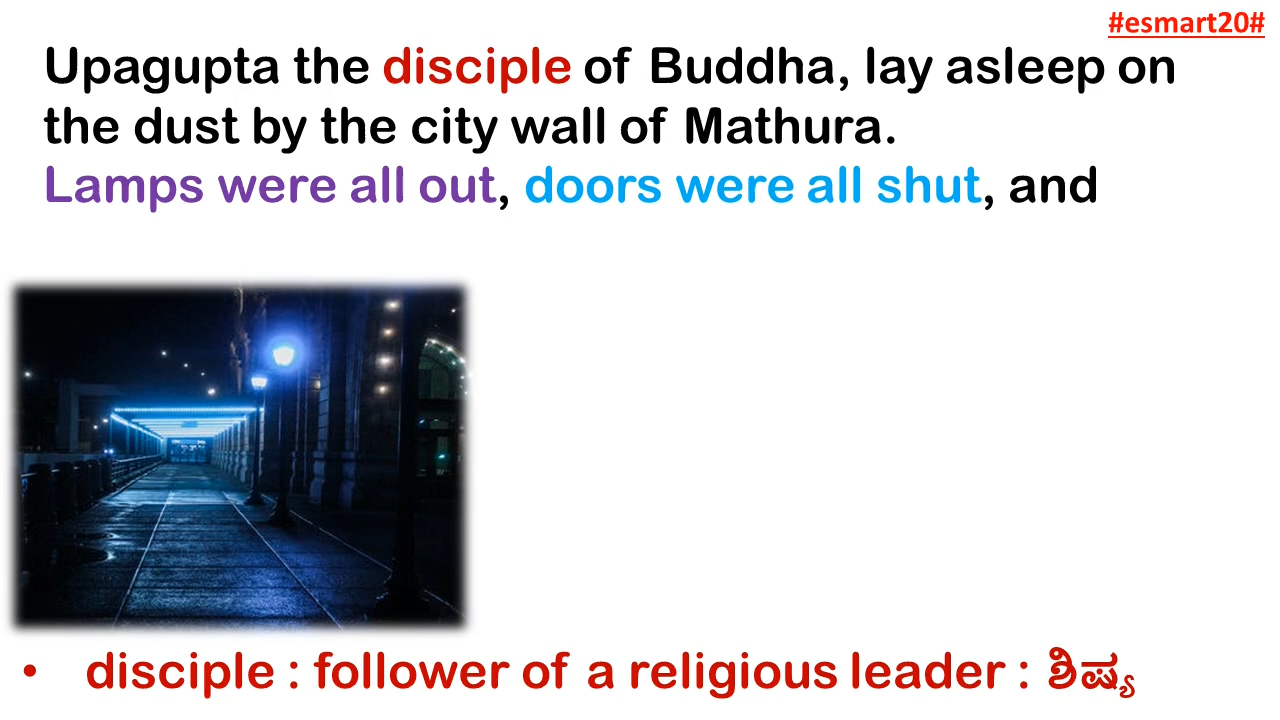 #esmart20#
Upagupta the disciple of Buddha, lay asleep on
the dust by the city wall of Mathura.
Lamps were all out, doors were all shut, and
• disciple : follower of a religious leader : ಶಿಷ್ಯ